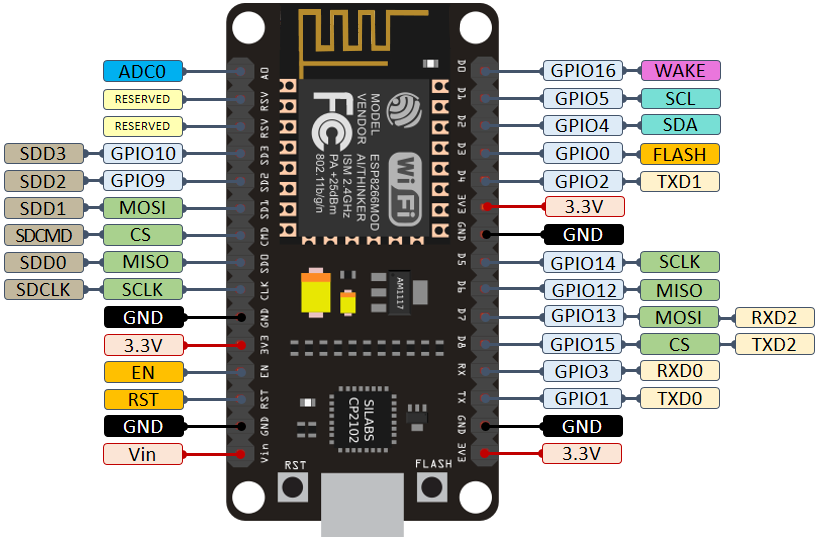 ADC0 A0 D0 GPIO16 WAKE
RESERVED RSV D1 GPIO5 SCL
RESERVED RSV D2 GPIO4 SDA
SDD3 GPIO10 SD3 D3 GPIO0 FLASH
SDD2 GPIO9 SD2 D4 GPIO2 TXD1
SDD1 MOSI SD1 3V3 3.3V
SDCMD CS CMD GND GND
SDD0 MISO SD0 D5 GPIO14 SCLK
SDCLK SCLK CLK D6 GPIO12 MISO
GND GND D7 GPIO13 MOSI RXD2
3.3V 3V3 D8 GPIO15 CS TXD2
EN EN RX GPIO3 RXD0
RST RST TX GPIO1 TXD0
GND GND GND GND
Vin Vin 3V3 3.3V
MODEL ESP8266MOD
VENDOR AI/THINKER
ISM 2.4GHz
PA +25dBm
802.11b/g/n
FC
Wi Fi
AM1117
SILABS
CP2102
RST FLASH